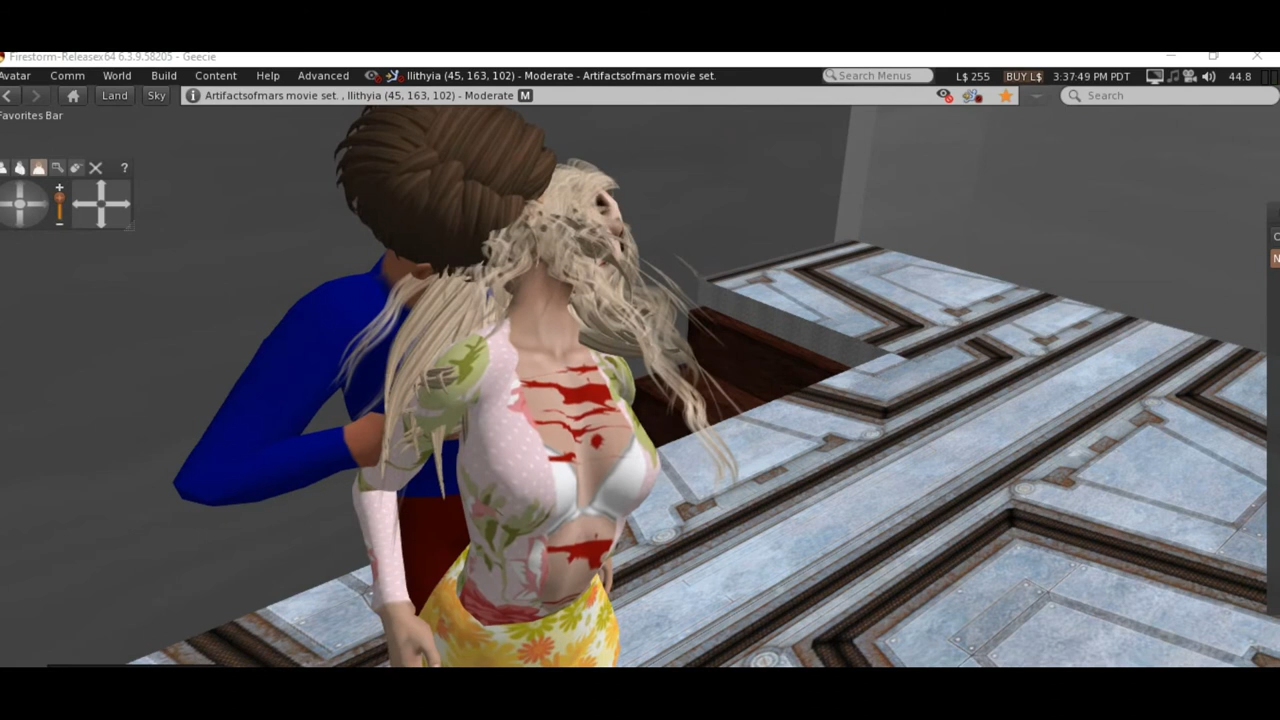 Firestorm-Releasex64 6.3.9.58205 - Geecie
Avatar Comm World Build Content Help Advanced Ilithyia (45, 163, 102) - Moderate - Artifactsofmars movie set. Search Menus L$ 255 BUY L$ 3:37:49 PM PDT 44.8
Land Sky Artifactsofmars movie set. , Ilithyia (45, 163, 102) - Moderate M Search
Favorites Bar
?